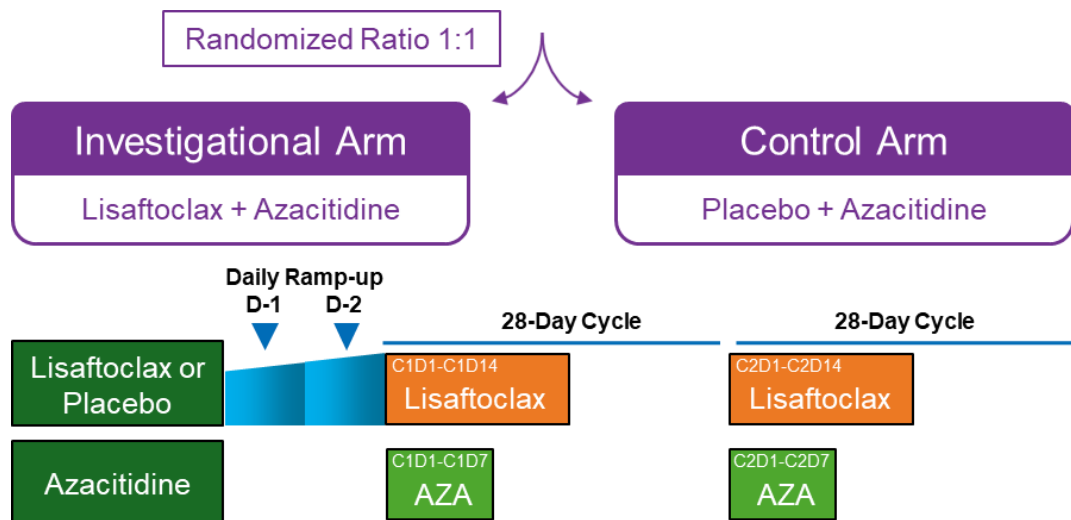 Randomized Ratio 1:1
Investigational Arm
Lisaftoclax + Azacitidine
Control Arm
Placebo + Azacitidine
Daily Ramp-up
D-1 D-2
28-Day Cycle
28-Day Cycle
Lisaftoclax or
Placebo
C1D1-C1D14
Lisaftoclax
C2D1-C2D14
Lisaftoclax
Azacitidine
C1D1-C1D7
AZA
C2D1-C2D7
AZA